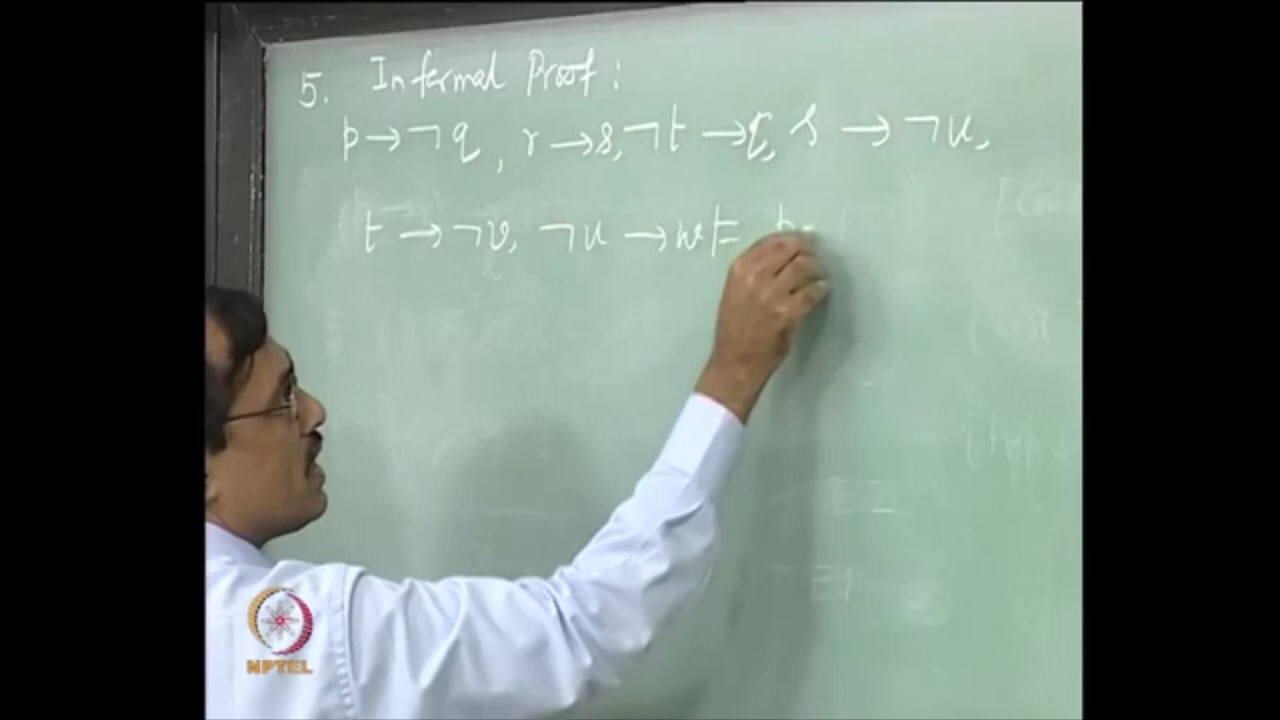 5. Informal Proof :
p → ¬q, r → s, ¬t → q, s → ¬u,
t → ¬v, ¬u → w ⊨ p
NPTEL